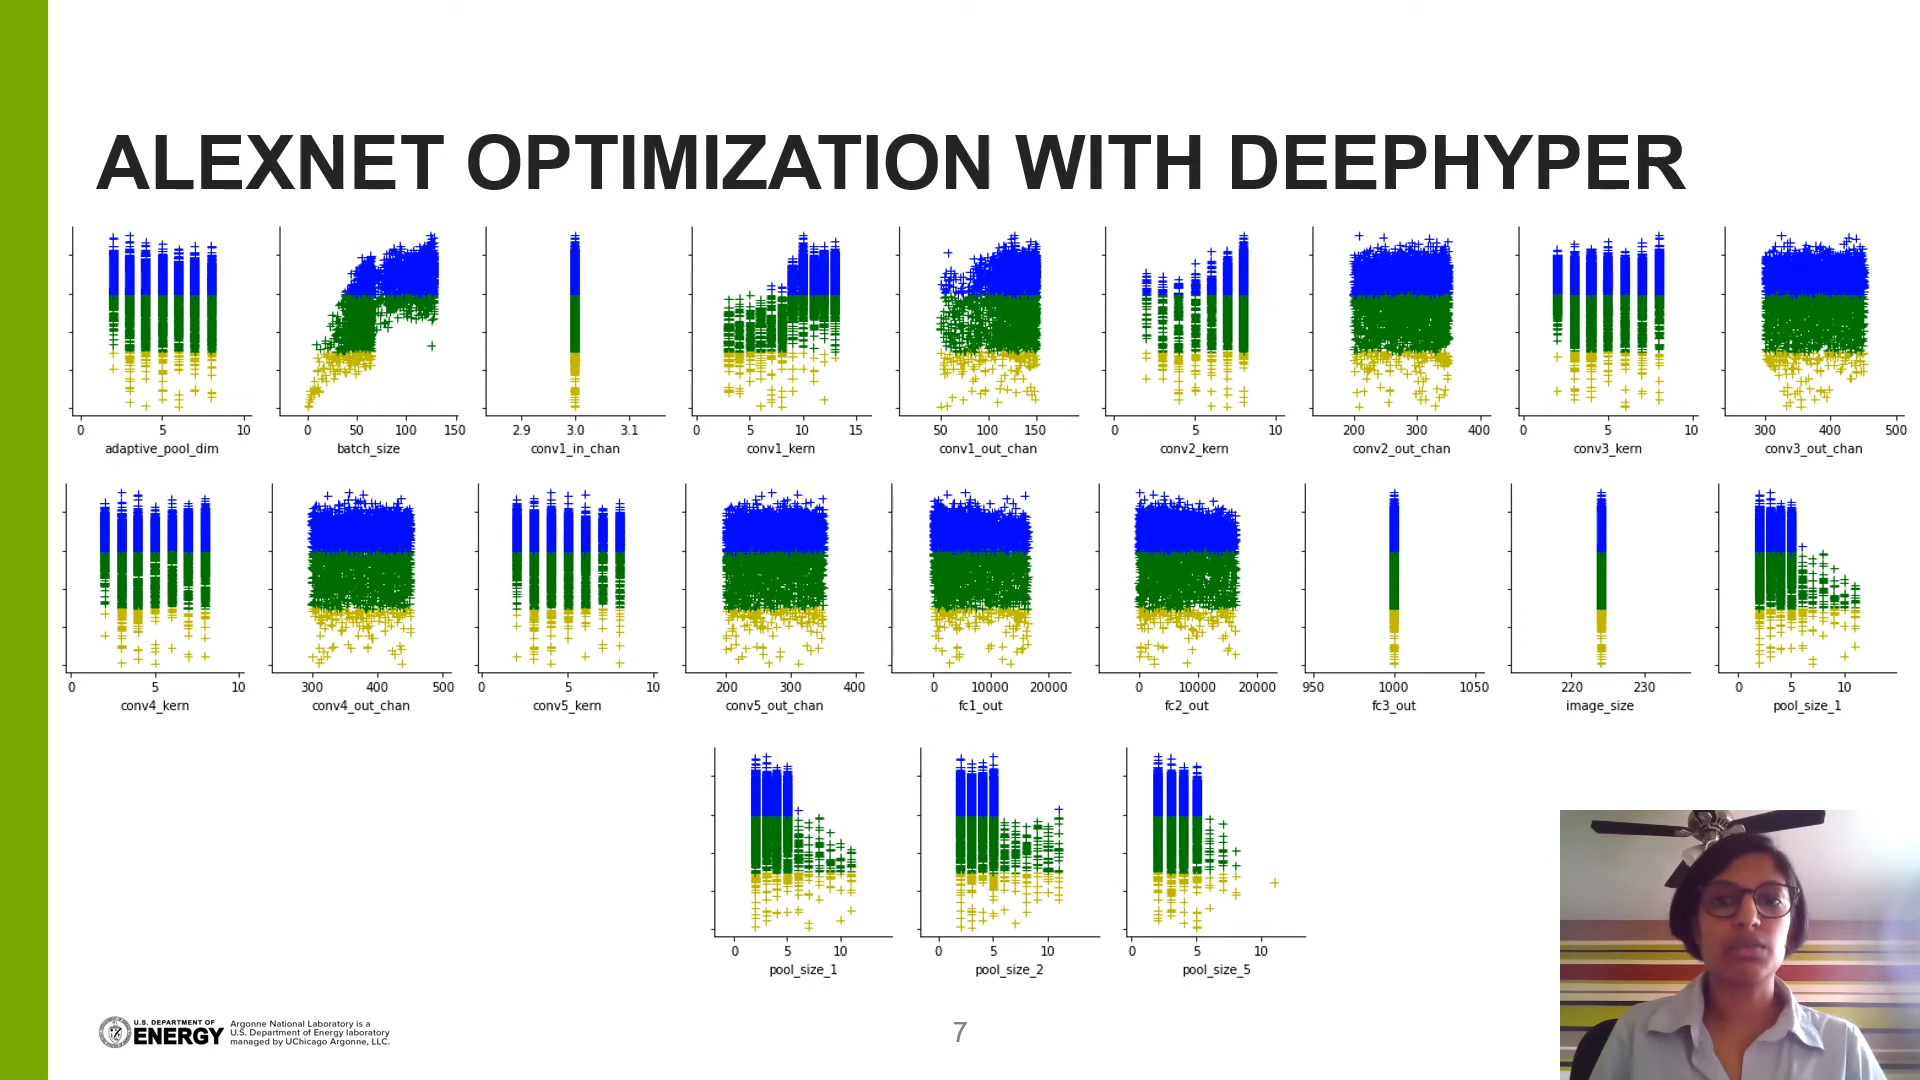 ALEXNET OPTIMIZATION WITH DEEPHYPER
0 5 10
adaptive_pool_dim
0 50 100 150
batch_size
2.9 3.0 3.1
conv1_in_chan
0 5 10 15
conv1_kern
50 100 150
conv1_out_chan
0 5 10
conv2_kern
200 300 400
conv2_out_chan
0 5 10
conv3_kern
300 400 500
conv3_out_chan
0 5 10
conv4_kern
300 400 500
conv4_out_chan
0 5 10
conv5_kern
200 300 400
conv5_out_chan
0 10000 20000
fc1_out
0 10000 20000
fc2_out
950 1000 1050
fc3_out
220 230
image_size
0 5 10
pool_size_1
0 5 10
pool_size_1
0 5 10
pool_size_2
0 5 10
pool_size_5
U.S. DEPARTMENT OF
ENERGY
Argonne National Laboratory is a
U.S. Department of Energy laboratory
managed by UChicago Argonne, LLC.
7